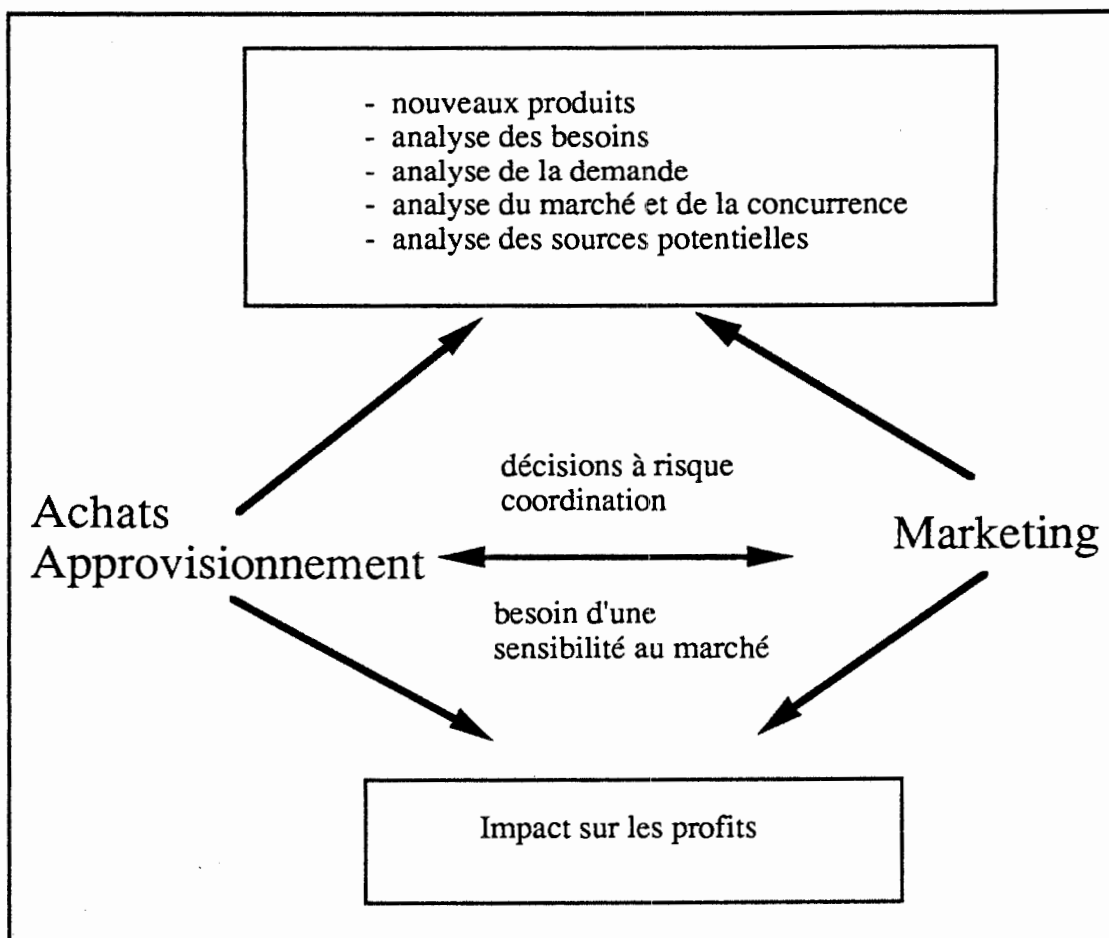 - nouveaux produits
- analyse des besoins
- analyse de la demande
- analyse du marché et de la concurrence
- analyse des sources potentielles
décisions à risque
coordination
Achats
Approvisionnement
Marketing
besoin d'une
sensibilité au marché
Impact sur les profits